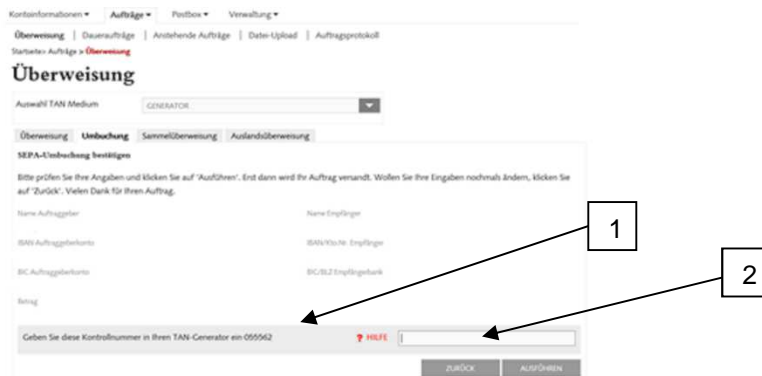 Kontoinformationen Aufträge Postbox Verwaltung
Überweisung | Daueraufträge | Anstehende Aufträge | Datei-Upload | Auftragsprotokoll
Startseite> Aufträge > Überweisung
Überweisung
Auswahl TAN Medium GENERATOR
Überweisung Umbuchung Sammelüberweisung Auslandsüberweisung
SEPA-Umbuchung bestätigen
Bitte prüfen Sie Ihre Angaben und klicken Sie auf 'Ausführen'. Erst dann wird Ihr Auftrag versandt. Wollen Sie Ihre Eingaben nochmals ändern, klicken Sie
auf 'Zurück'. Vielen Dank für Ihren Auftrag.
Name Auftraggeber Name Empfänger
1
IBAN Auftraggeberkonto IBAN/Kto.Nr. Empfänger
2
BIC Auftraggeberkonto BIC/BLZ Empfängerbank
Betrag
Geben Sie diese Kontrollnummer in Ihren TAN-Generator ein 055562 ? HILFE
ZURÜCK AUSFÜHREN